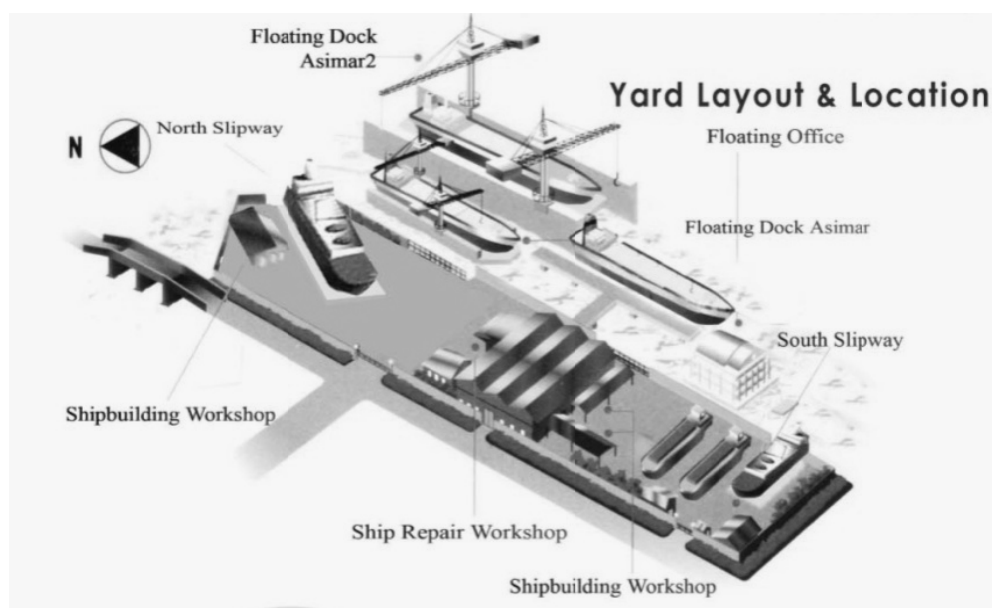 Floating Dock
Asimar2
Yard Layout & Location
North Slipway
Floating Office
N
Floating Dock Asimar
South Slipway
Shipbuilding Workshop
Ship Repair Workshop
Shipbuilding Workshop